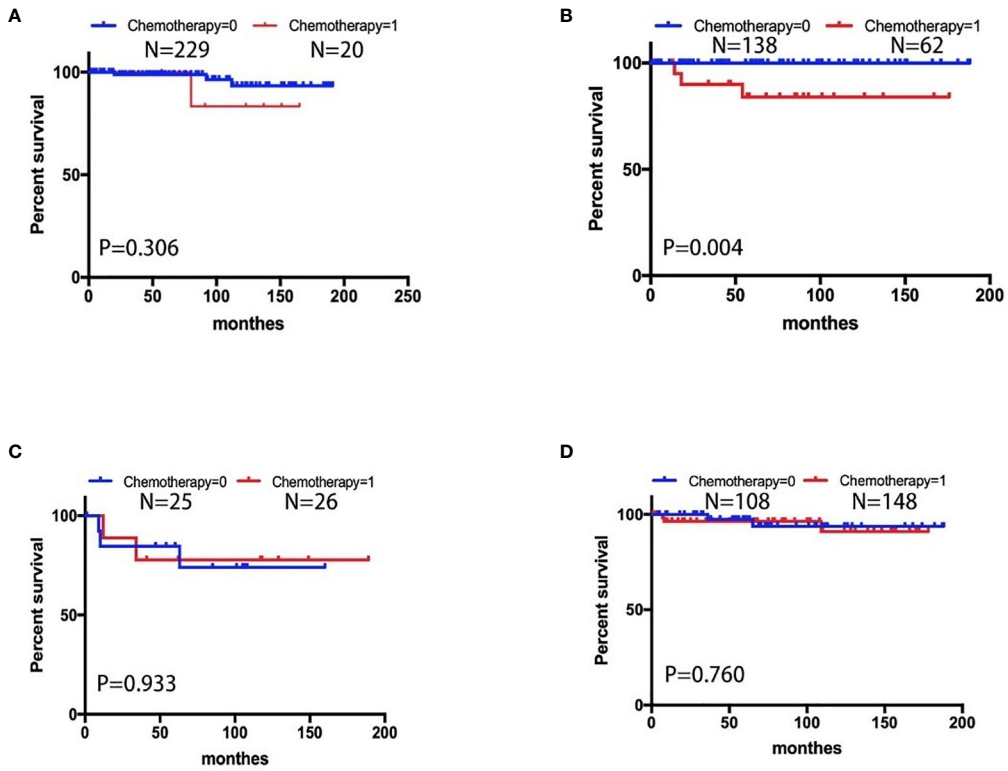 A
Chemotherapy=0 Chemotherapy=1
N=229 N=20
100
50
0
Percent survival
P=0.306
0 50 100 150 200 250
monthes
B
Chemotherapy=0 Chemotherapy=1
N=138 N=62
100
50
0
Percent survival
P=0.004
0 50 100 150 200
monthes
C
Chemotherapy=0 Chemotherapy=1
N=25 N=26
100
50
0
Percent survival
P=0.933
0 50 100 150 200
monthes
D
Chemotherapy=0 Chemotherapy=1
N=108 N=148
100
50
0
Percent survival
P=0.760
0 50 100 150 200
monthes